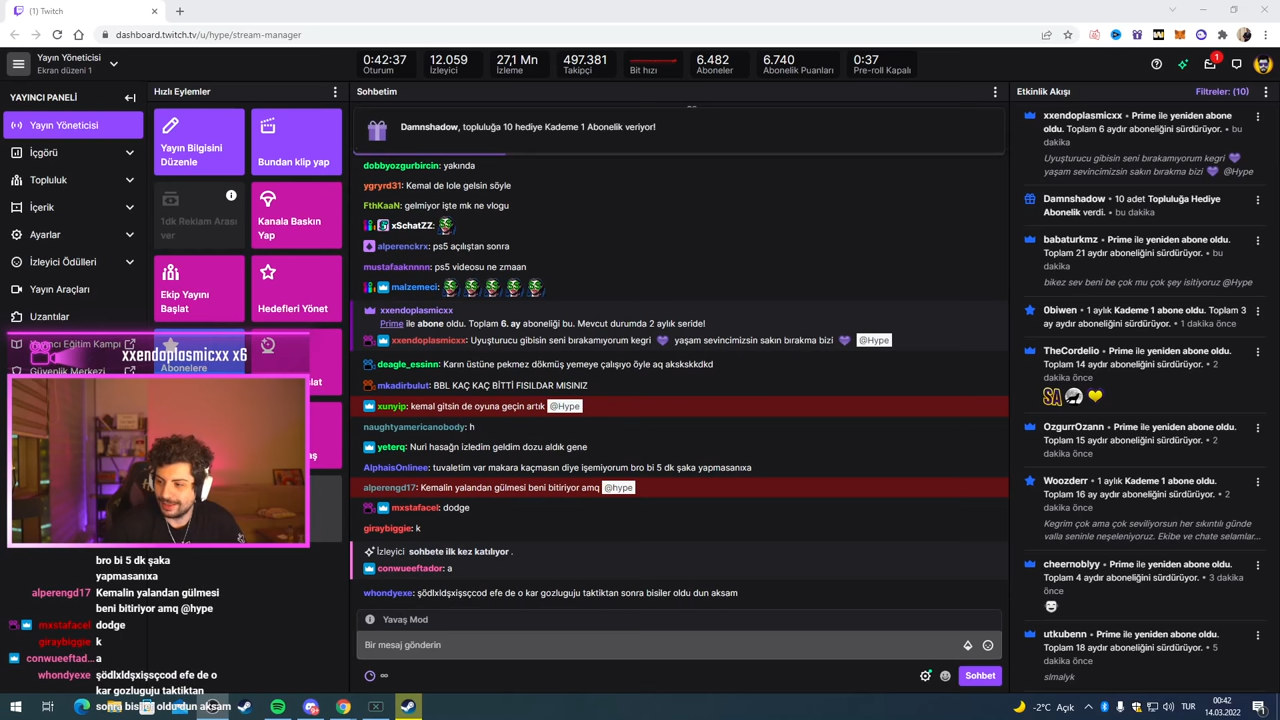 (1) Twitch
dashboard.twitch.tv/u/hype/stream-manager
Yayın Yöneticisi
Ekran düzeni 1
0:42:37
Oturum
12.059
İzleyici
27,1 Mn
İzleme
497.381
Takipçi
Bit hızı
6.482
Aboneler
6.740
Abonelik Puanları
0:37
Pre-roll Kapalı
1
YAYINCI PANELİ
Yayın Yöneticisi
İçgörü
Topluluk
İçerik
Ayarlar
İzleyici Ödülleri
Yayın Araçları
Uzantılar
Yayıncı Eğitim Kampı
Güvenlik Merkezi
xxendoplasmicxx x6
Hızlı Eylemler
Yayın Bilgisini
Düzenle
Bundan klip yap
1dk Reklam Arası
ver
Kanala Baskın
Yap
Ekip Yayını
Başlat
Hedefleri Yönet
Abonelere
bro bi 5 dk şaka
yapmasanıxa
alperengd17 Kemalin yalandan gülmesi
beni bitiriyor amq @hype
mxstafacel dodge
giraybiggie k
conwueeftad... a
whondyexe şödlxldşxişsçcod efe de o
kar gozluguju taktiktan
sonra bisiler oldu dun aksam
Sohbetim
Damnshadow, topluluğa 10 hediye Kademe 1 Abonelik veriyor!
dobbyozgurbircin: yakında
ygryrd31: Kemal de lole gelsin söyle
FthKaaN: gelmiyor işte mk ne vlogu
xSchatZZ:
alperenckrx: ps5 açılıştan sonra
mustafaaknnnn: ps5 videosu ne zmaan
malzemeci:
xxendoplasmicxx
Prime ile abone oldu. Toplam 6. ay aboneliği bu. Mevcut durumda 2 aylık seride!
xxendoplasmicxx: Uyuşturucu gibisin seni bırakamıyorum kegri yaşam sevincimizsin sakın bırakma bizi @Hype
deagle_essinn: Karın üstüne pekmez dökmüş yemeye çalışıyo öyle aq akskskkdkd
mkadirbulut: BBL KAÇ KAÇ BİTTİ FISILDAR MISINIZ
xunyip: kemal gitsin de oyuna geçin artık @Hype
naughtyamericanobody: h
yeterq: Nuri hasağn izledim geldim dozu aldık gene
AlphaisOnlinee: tuvaletim var makara kaçmasın diye işemiyorum bro bi 5 dk şaka yapmasanıxa
alperengd17: Kemalin yalandan gülmesi beni bitiriyor amq @hype
mxstafacel: dodge
giraybiggie: k
İzleyici sohbete ilk kez katılıyor .
conwueeftador: a
whondyexe: şödlxldşxişsçcod efe de o kar gozluguju taktiktan sonra bisiler oldu dun aksam
Yavaş Mod
Bir mesaj gönderin
Sohbet
Etkinlik Akışı
Filtreler: (10)
xxendoplasmicxx • Prime ile yeniden abone
oldu. Toplam 6 aydır aboneliğini sürdürüyor. • bu
dakika
Uyuşturucu gibisin seni bırakamıyorum kegri
yaşam sevincimizsin sakın bırakma bizi @Hype
Damnshadow • 10 adet Topluluğa Hediye
Abonelik verdi. • bu dakika
babaturkmz • Prime ile yeniden abone oldu.
Toplam 21 aydır aboneliğini sürdürüyor. • bu
dakika
bikez sev beni be çok mu çok şey isitiyoruz @Hype
0biwen • 1 aylık Kademe 1 abone oldu. Toplam 3
ay aydır aboneliğini sürdürüyor. • 1 dakika önce
TheCordelio • Prime ile yeniden abone oldu.
Toplam 14 aydır aboneliğini sürdürüyor. • 2
dakika önce
SA
OzgurrOzann • Prime ile yeniden abone oldu.
Toplam 15 aydır aboneliğini sürdürüyor. • 2
dakika önce
Woozderr • 1 aylık Kademe 1 abone oldu.
Toplam 16 ay aydır aboneliğini sürdürüyor. • 2
dakika önce
Kegrim çok ama çok seviliyorsun her sıkıntılı günde
valla seninle neşeleniyoruz. Ekibe ve chate selamlar...
cheernoblyy • Prime ile yeniden abone oldu.
Toplam 4 aydır aboneliğini sürdürüyor. • 3 dakika
önce
utkubenn • Prime ile yeniden abone oldu.
Toplam 18 aydır aboneliğini sürdürüyor. • 5
dakika önce
slmalyk
-2°C Açık
TUR
00:42
14.03.2022